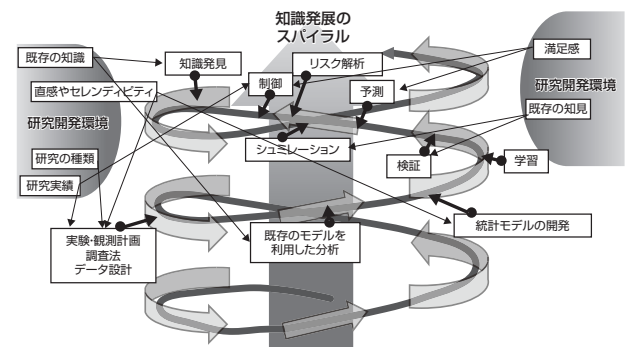 知識発展の
スパイラル
既存の知識
知識発見
リスク解析
満足感
制御
予測
直感やセレンディピティ
研究開発環境
既存の知見
研究開発環境
シュミレーション
研究の種類
検証
学習
研究実績
実験・観測計画
調査法
データ設計
既存のモデルを
利用した分析
統計モデルの開発